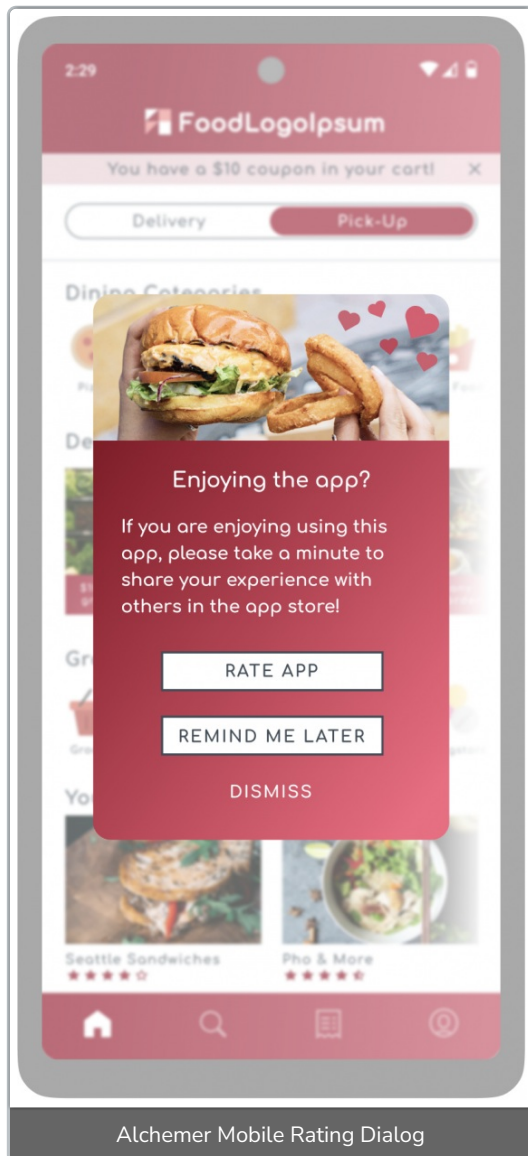 2:29
FoodLogoIpsum
You have a $10 coupon in your cart!
Delivery
Pick-Up
Dining Categories
Enjoying the app?
If you are enjoying using this
app, please take a minute to
share your experience with
others in the app store!
RATE APP
REMIND ME LATER
DISMISS
Seattle Sandwiches
Pho & More
Alchemer Mobile Rating Dialog